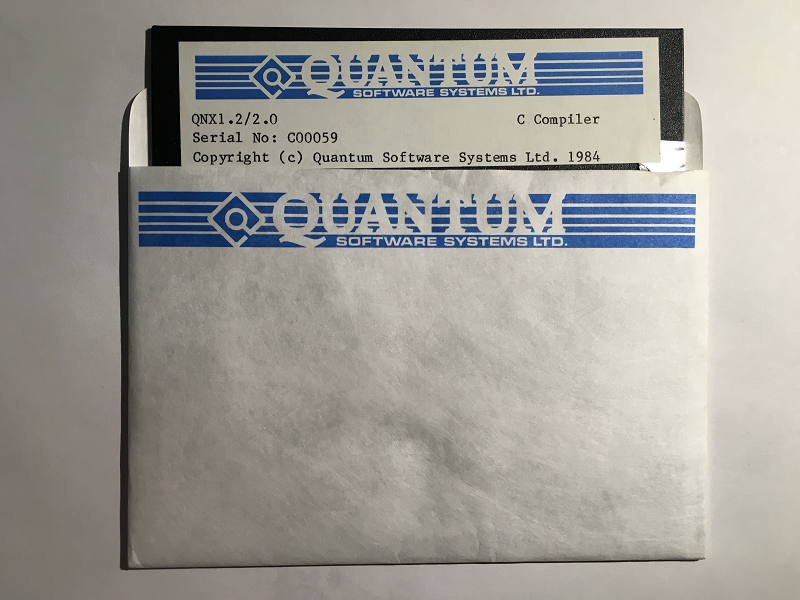 QUANTUM
SOFTWARE SYSTEMS LTD.
QNX1.2/2.0 C Compiler
Serial No: C00059
Copyright (c) Quantum Software Systems Ltd. 1984
QUANTUM
SOFTWARE SYSTEMS LTD.